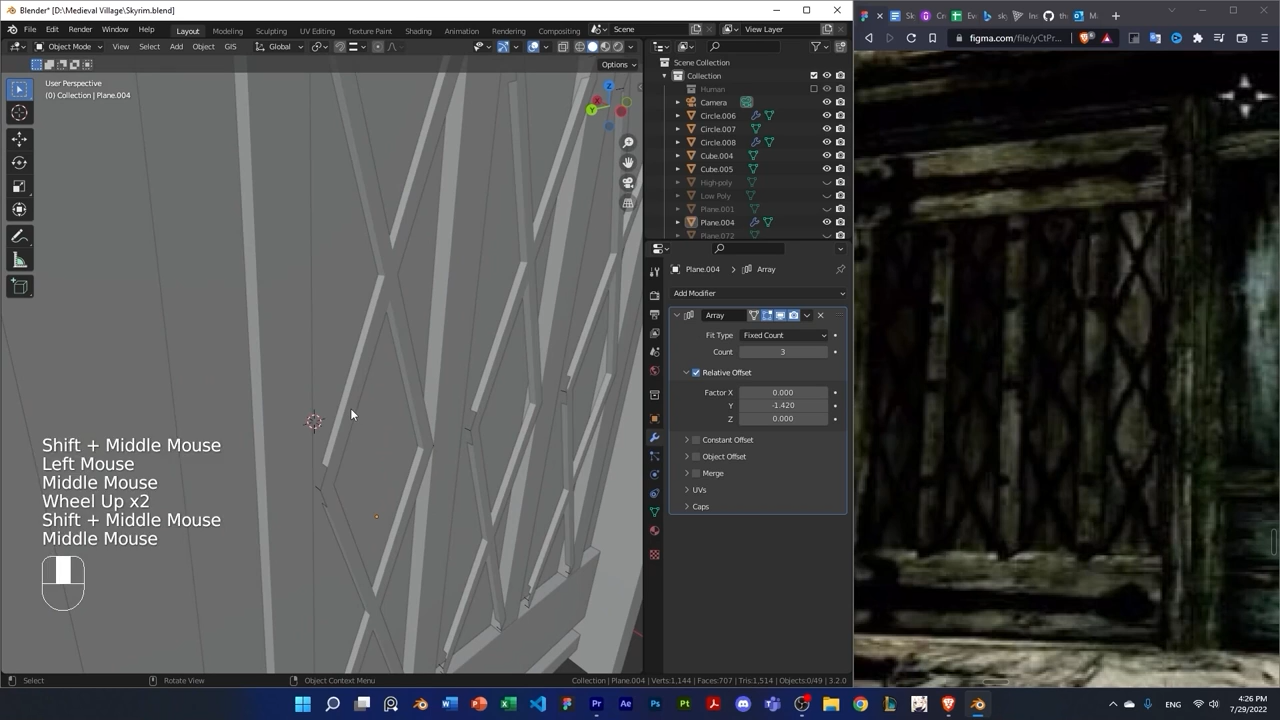 Blender* [D:\Medieval Village\Skyrim.blend]
File Edit Render Window Help Layout Modeling Sculpting UV Editing Texture Paint Shading Animation Rendering Compositing Scene View Layer
Object Mode View Select Add Object GIS Global
Options
User Perspective
(0) Collection | Plane.004
Z
Y
Scene Collection
Collection
Human
Camera
Circle.006
Circle.007
Circle.008
Cube.004
Cube.005
High-poly
Low Poly
Plane.001
Plane.004
Plane.072
Plane.004 > Array
Add Modifier
Array
Fit Type Fixed Count
Count 3
Relative Offset
Factor X 0.000
Y -1.420
Z 0.000
Constant Offset
Object Offset
Merge
UVs
Caps
Shift + Middle Mouse
Left Mouse
Middle Mouse
Wheel Up x2
Shift + Middle Mouse
Middle Mouse
Select Rotate View Object Context Menu Collection | Plane.004 | Verts:1,144 | Faces:707 | Tris:1,514 | Objects:0/49 | 3.2.0
figma.com/file/yCtPr...
ENG
4:26 PM
7/29/2022